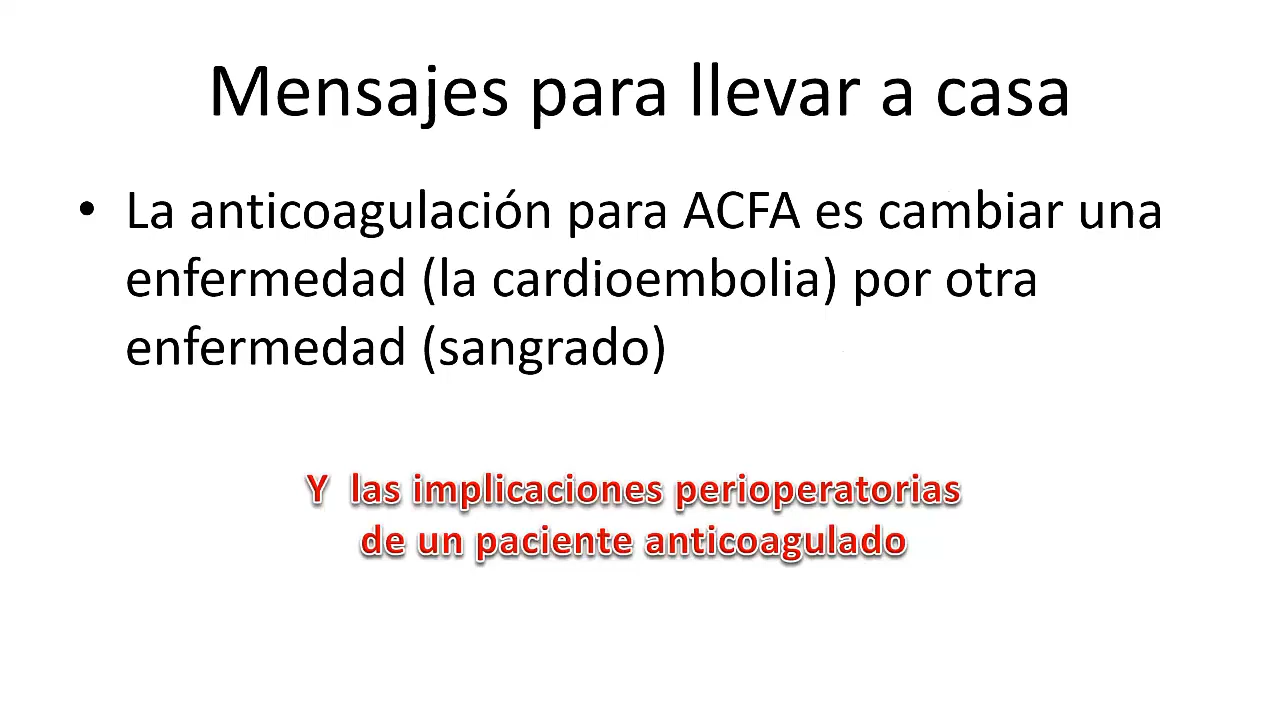 Mensajes para llevar a casa
• La anticoagulación para ACFA es cambiar una
enfermedad (la cardioembolia) por otra
enfermedad (sangrado)
Y las implicaciones perioperatorias
de un paciente anticoagulado